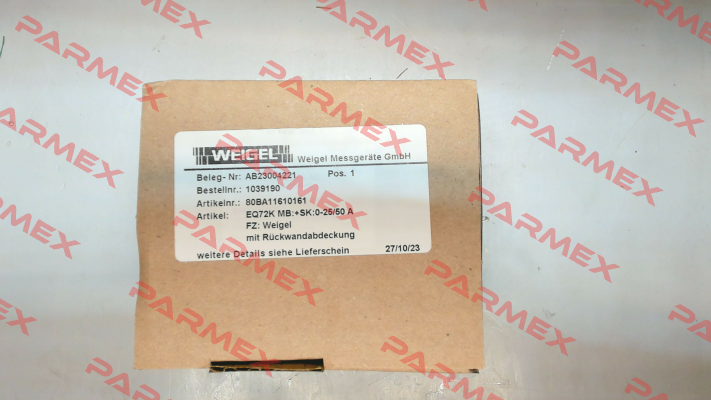 WEIGEL Weigel Messgeräte GmbH
Beleg- Nr: AB23004221 Pos. 1
Bestellnr.: 1039190
Artikelnr.: 80BA11610161
Artikel: EQ72K MB:+SK:0-25/50 A
FZ: Weigel
mit Rückwandabdeckung
weitere Details siehe Lieferschein 27/10/23
PARMEX
PARMEX
PARMEX
PARMEX
PARMEX
PARMEX
PARMEX
PARMEX
PARMEX